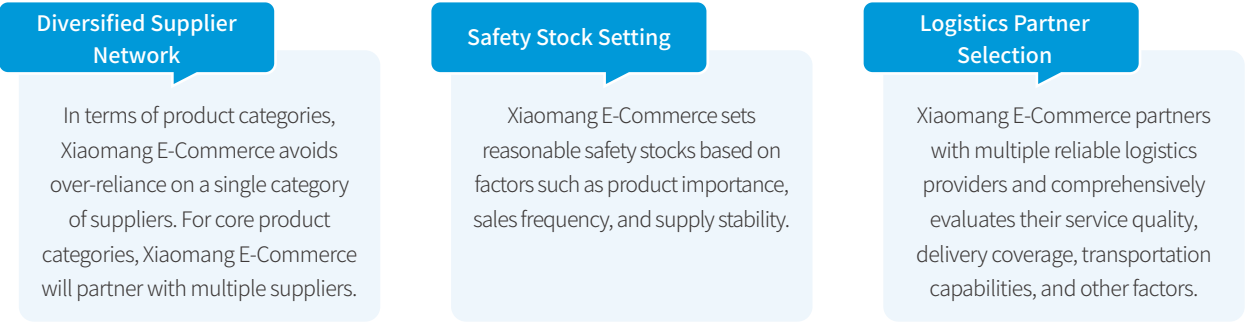 Diversified Supplier
Network
In terms of product categories,
Xiaomang E-Commerce avoids
over-reliance on a single category
of suppliers. For core product
categories, Xiaomang E-Commerce
will partner with multiple suppliers.
Safety Stock Setting
Xiaomang E-Commerce sets
reasonable safety stocks based on
factors such as product importance,
sales frequency, and supply stability.
Logistics Partner
Selection
Xiaomang E-Commerce partners
with multiple reliable logistics
providers and comprehensively
evaluates their service quality,
delivery coverage, transportation
capabilities, and other factors.